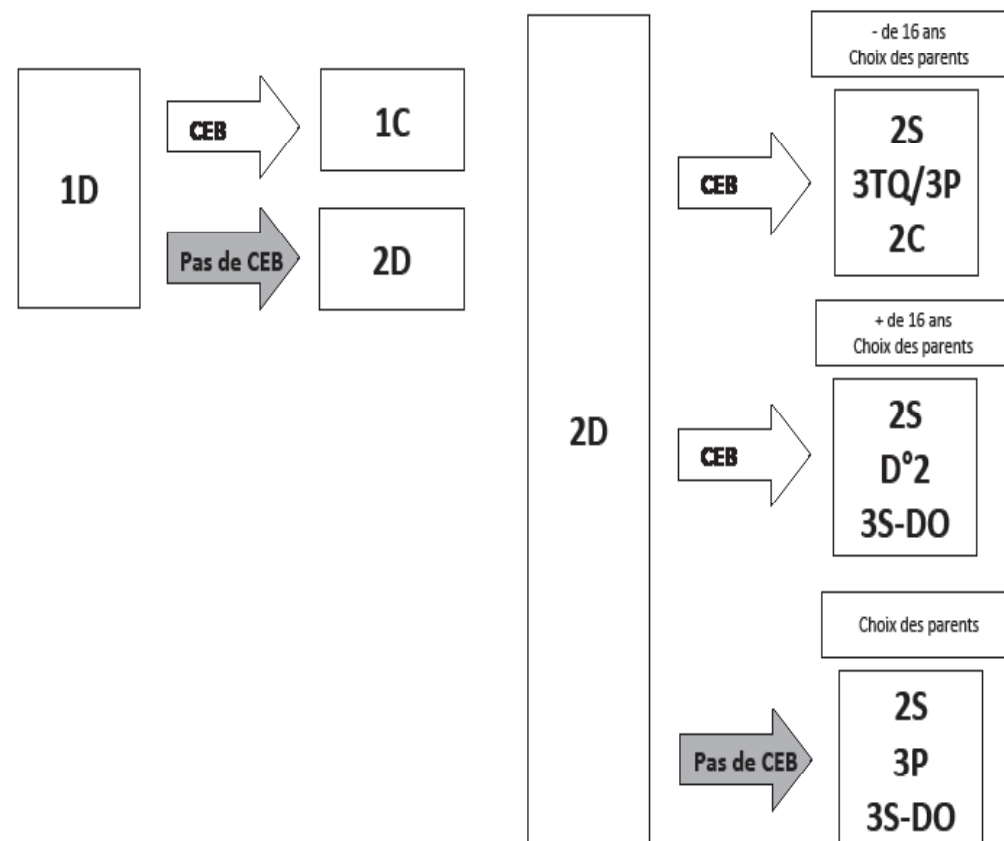 1D
CEB
1C
Pas de CEB
2D
2D
CEB
- de 16 ans
Choix des parents
2S
3TQ/3P
2C
CEB
+ de 16 ans
Choix des parents
2S
D°2
3S-DO
Pas de CEB
Choix des parents
2S
3P
3S-DO